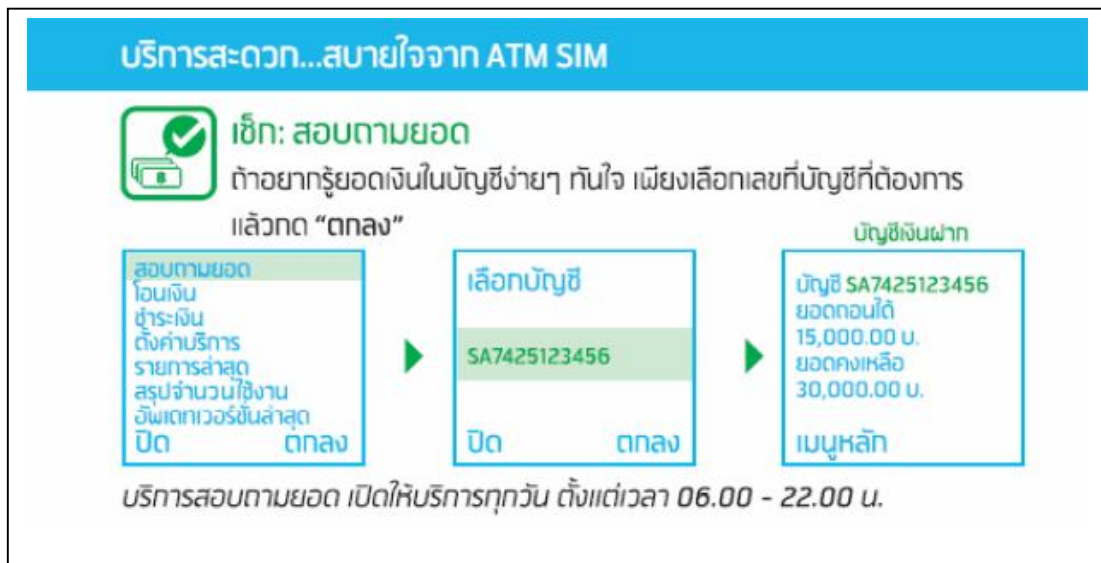 บริการสะดวก...สบายใจจาก ATM SIM
เช็ก: สอบถามยอด
ถ้าอยากรู้ยอดเงินในบัญชีง่ายๆ ทันใจ เพียงเลือกเลขที่บัญชีที่ต้องการ
แล้วกด “ตกลง”
สอบถามยอด
โอนเงิน
ชำระเงิน
ตั้งค่าบริการ
รายการล่าสุด
สรุปจำนวนใช้งาน
อัพเดทเวอร์ชั่นล่าสุด
ปิด ตกลง
เลือกบัญชี
SA7425123456
ปิด ตกลง
บัญชีเงินฝาก
บัญชี SA7425123456
ยอดถอนได้
15,000.00 บ.
ยอดคงเหลือ
30,000.00 บ.
เมนูหลัก
บริการสอบถามยอด เปิดให้บริการทุกวัน ตั้งแต่เวลา 06.00 - 22.00 น.